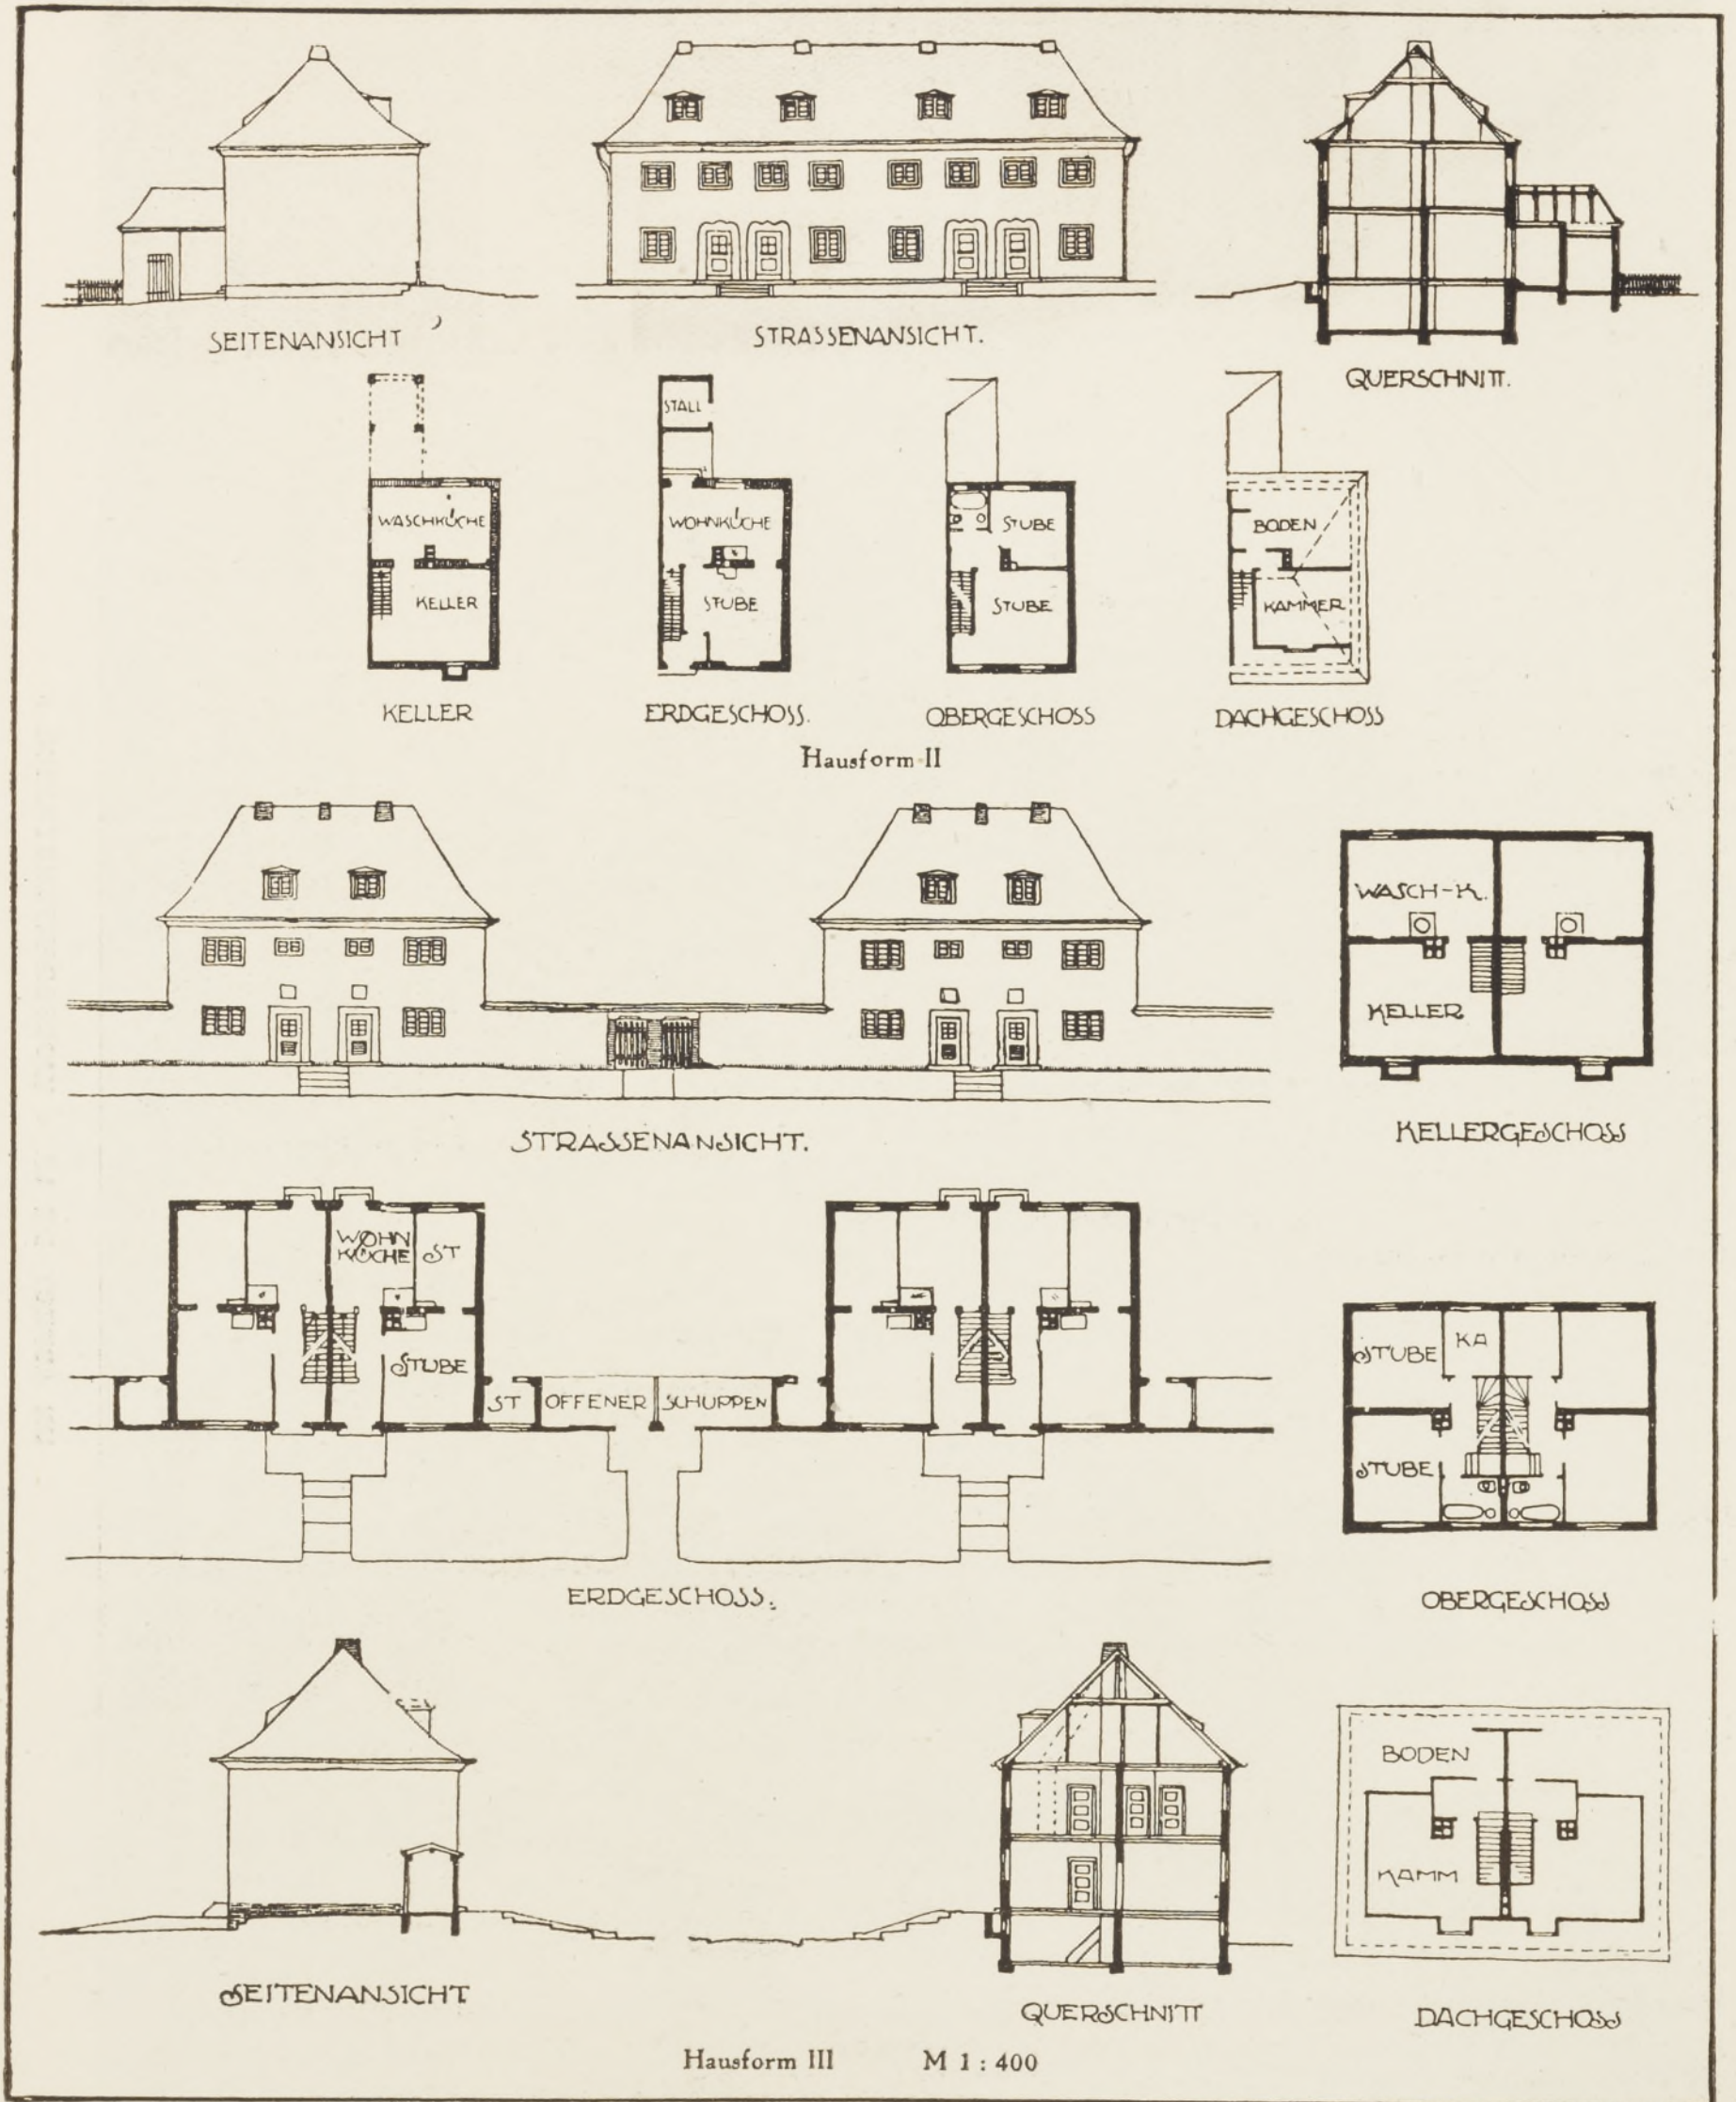 SEITENANSICHT
STRASSENANSICHT.
QUERSCHNITT.
WASCHKÜCHE
KELLER
KELLER
STALL
WOHNKÜCHE
STUBE
ERDGESCHOSS.
STUBE
STUBE
OBERGESCHOSS
BODEN
KAMMER
DACHGESCHOSS
Hausform II
STRASSENANSICHT.
WASCH-K.
KELLER
KELLERGESCHOSS
WOHN
KÜCHE
ST
STUBE
ST
OFFENER
SCHUPPEN
ERDGESCHOSS.
STUBE
KA
STUBE
OBERGESCHOSS
SEITENANSICHT
QUERSCHNITT
BODEN
KAMM
DACHGESCHOSS
Hausform III M 1 : 400